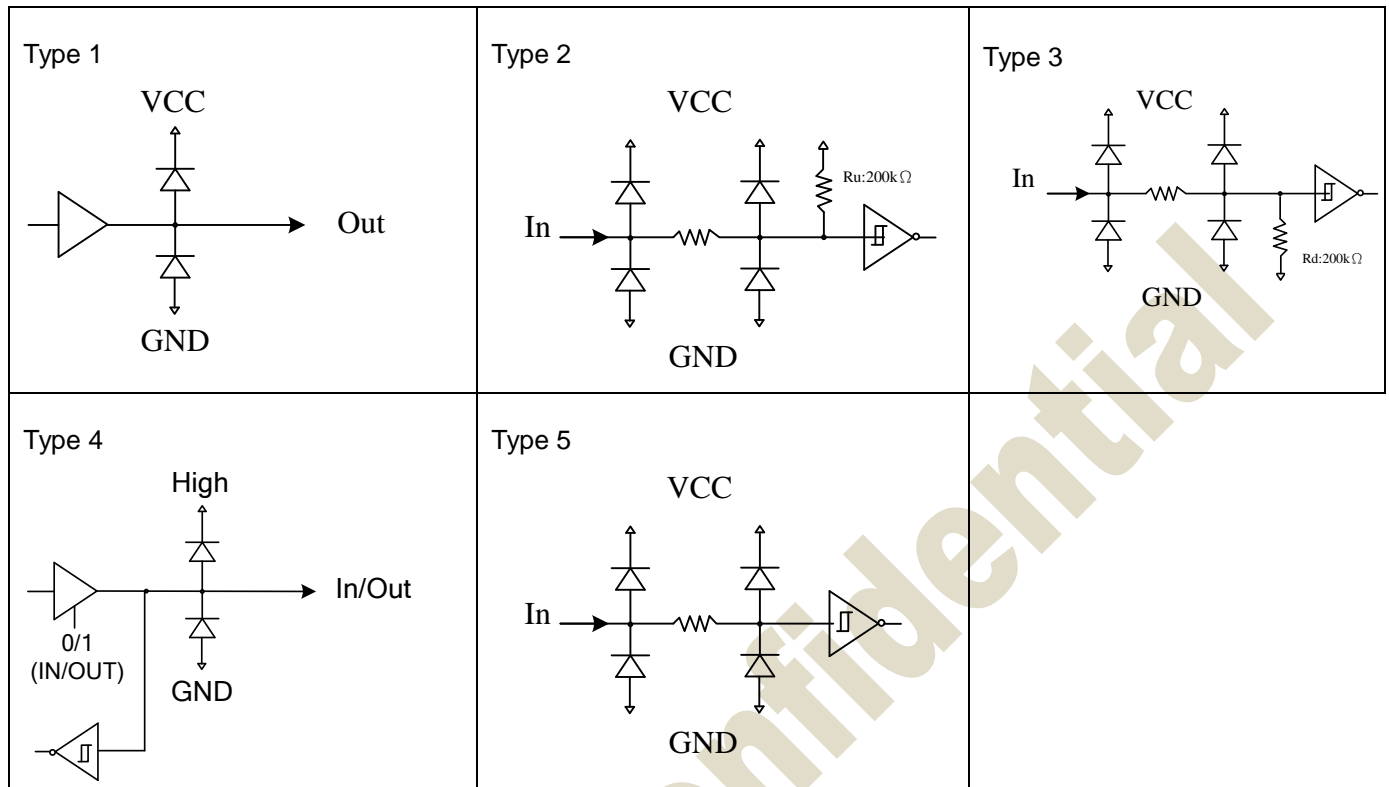 Type 1
VCC
Out
GND
Type 2
VCC
Ru:200kΩ
In
GND
Type 3
VCC
In
Rd:200kΩ
GND
Type 4
High
In/Out
0/1
(IN/OUT)
GND
Type 5
VCC
In
GND
nfidential